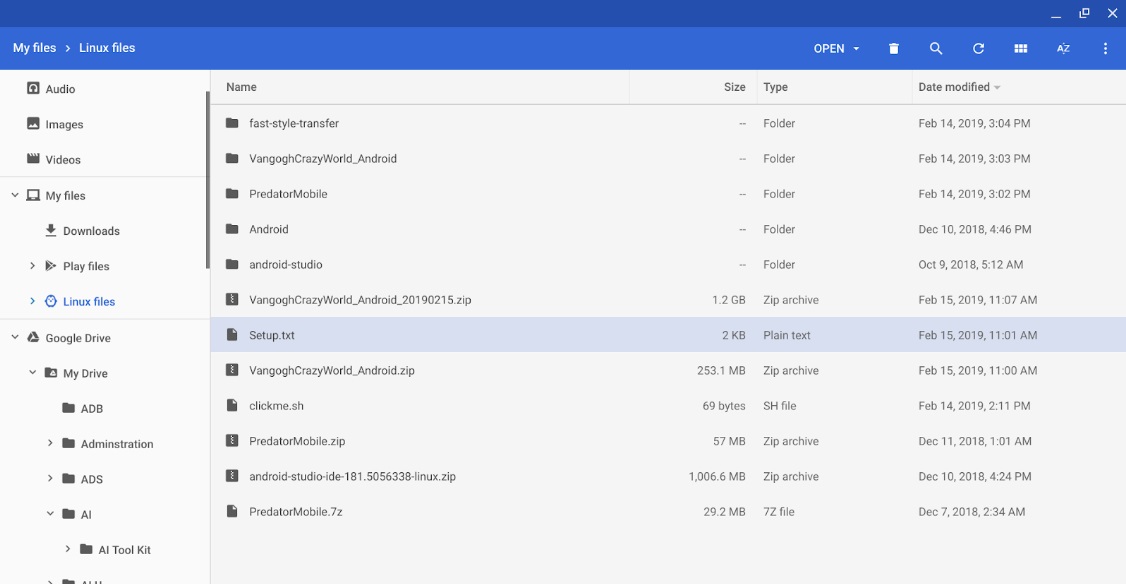 My files > Linux files OPEN AZ
Name Size Type Date modified
Audio
Images
Videos
My files
Downloads
Play files
Linux files
Google Drive
My Drive
ADB
Adminstration
ADS
AI
AI Tool Kit
fast-style-transfer -- Folder Feb 14, 2019, 3:04 PM
VangoghCrazyWorld_Android -- Folder Feb 14, 2019, 3:03 PM
PredatorMobile -- Folder Feb 14, 2019, 3:02 PM
Android -- Folder Dec 10, 2018, 4:46 PM
android-studio -- Folder Oct 9, 2018, 5:12 AM
VangoghCrazyWorld_Android_20190215.zip 1.2 GB Zip archive Feb 15, 2019, 11:07 AM
Setup.txt 2 KB Plain text Feb 15, 2019, 11:01 AM
VangoghCrazyWorld_Android.zip 253.1 MB Zip archive Feb 15, 2019, 11:00 AM
clickme.sh 69 bytes SH file Feb 14, 2019, 2:11 PM
PredatorMobile.zip 57 MB Zip archive Dec 11, 2018, 1:01 AM
android-studio-ide-181.5056338-linux.zip 1,006.6 MB Zip archive Dec 10, 2018, 4:24 PM
PredatorMobile.7z 29.2 MB 7Z file Dec 7, 2018, 2:34 AM